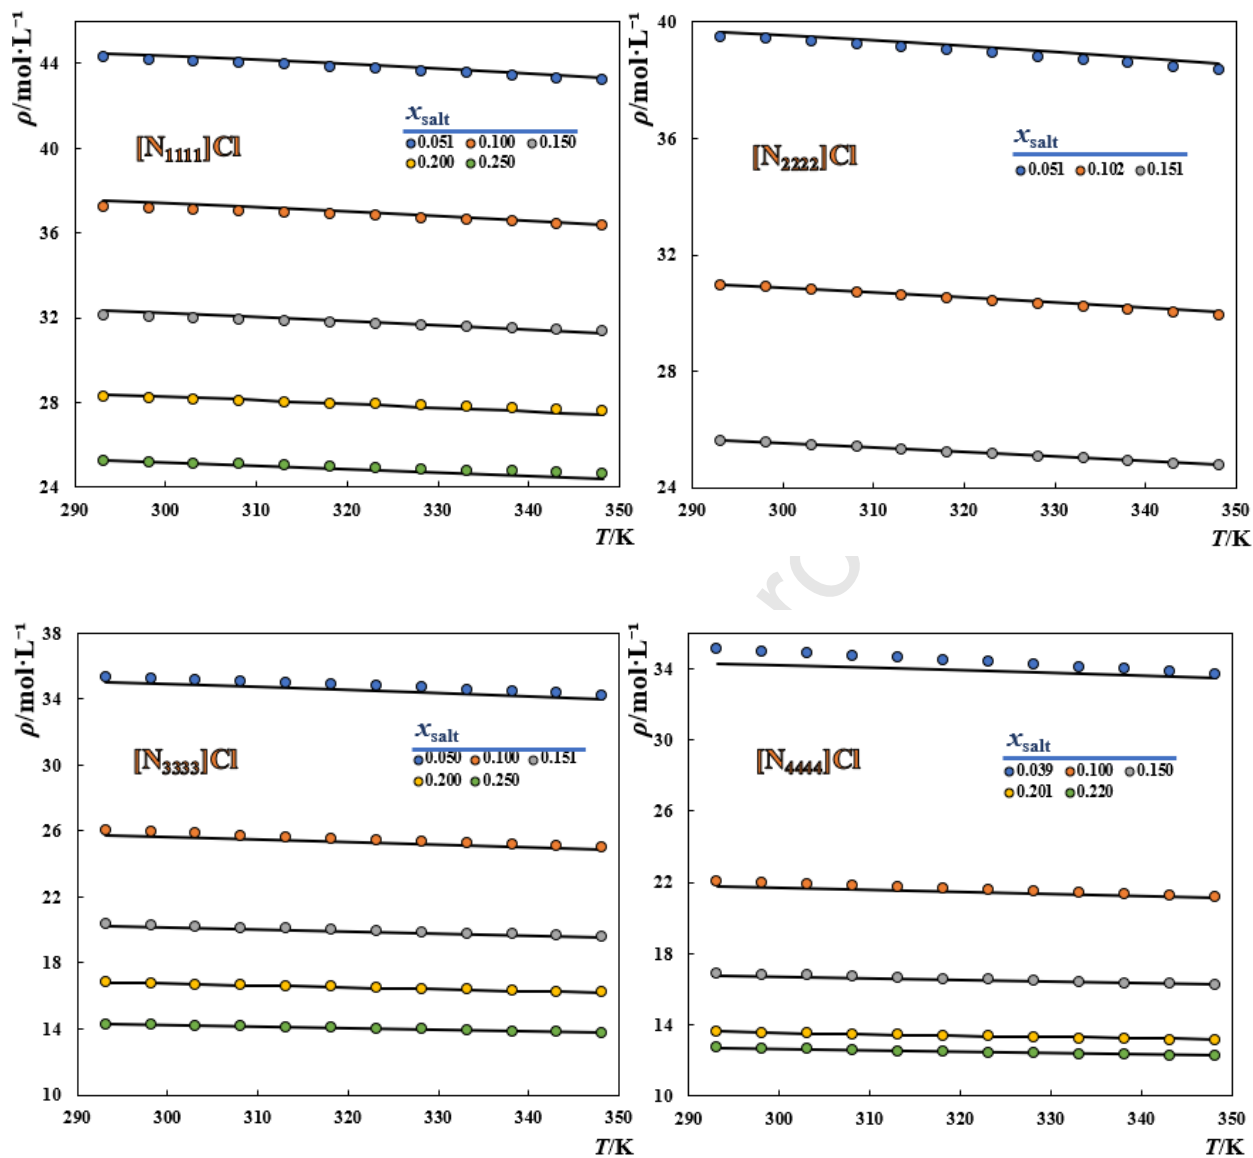 ρ/mol·L⁻¹
44
40
36
32
28
24
290 300 310 320 330 340 350
T/K
[N₁₁₁₁]Cl
xsalt
0.051 0.100 0.150
0.200 0.250
ρ/mol·L⁻¹
40
36
32
28
24
290 300 310 320 330 340 350
T/K
[N₂₂₂₂]Cl
xsalt
0.051 0.102 0.151
ρ/mol·L⁻¹
38
34
30
26
22
18
14
10
290 300 310 320 330 340 350
T/K
[N₃₃₃₃]Cl
xsalt
0.050 0.100 0.151
0.200 0.250
ρ/mol·L⁻¹
34
30
26
22
18
14
10
290 300 310 320 330 340 350
T/K
[N₄₄₄₄]Cl
xsalt
0.039 0.100 0.150
0.201 0.220